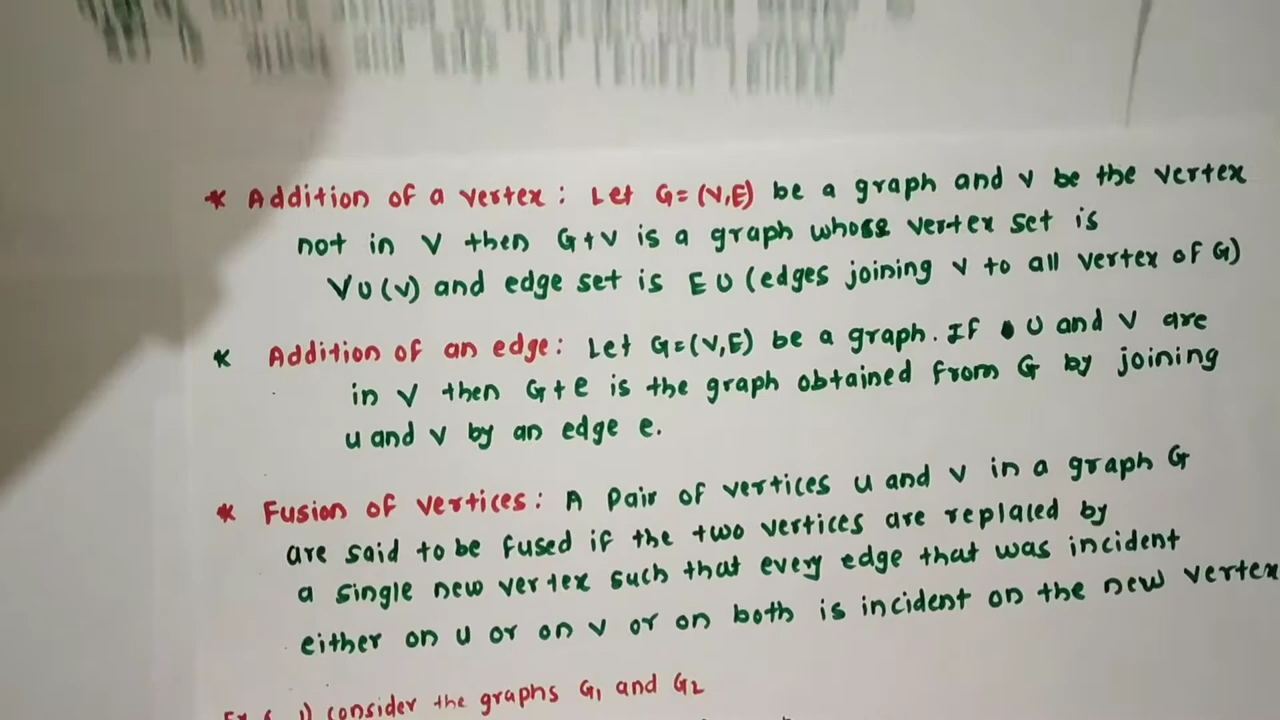 * Addition of a vertex: Let G=(V,E) be a graph and v be the vertex
not in V then G+v is a graph whose vertex set is
VU(v) and edge set is E U (edges joining v to all vertex of G)
* Addition of an edge: Let G=(V,E) be a graph. If U and V are
in V then G+e is the graph obtained from G by joining
u and v by an edge e.
* Fusion of vertices: A Pair of vertices u and v in a graph G
are said to be fused if the two vertices are replaced by
a single new vertex such that every edge that was incident
either on u or on v or on both is incident on the new vertex
1) consider the graphs G₁ and G₂